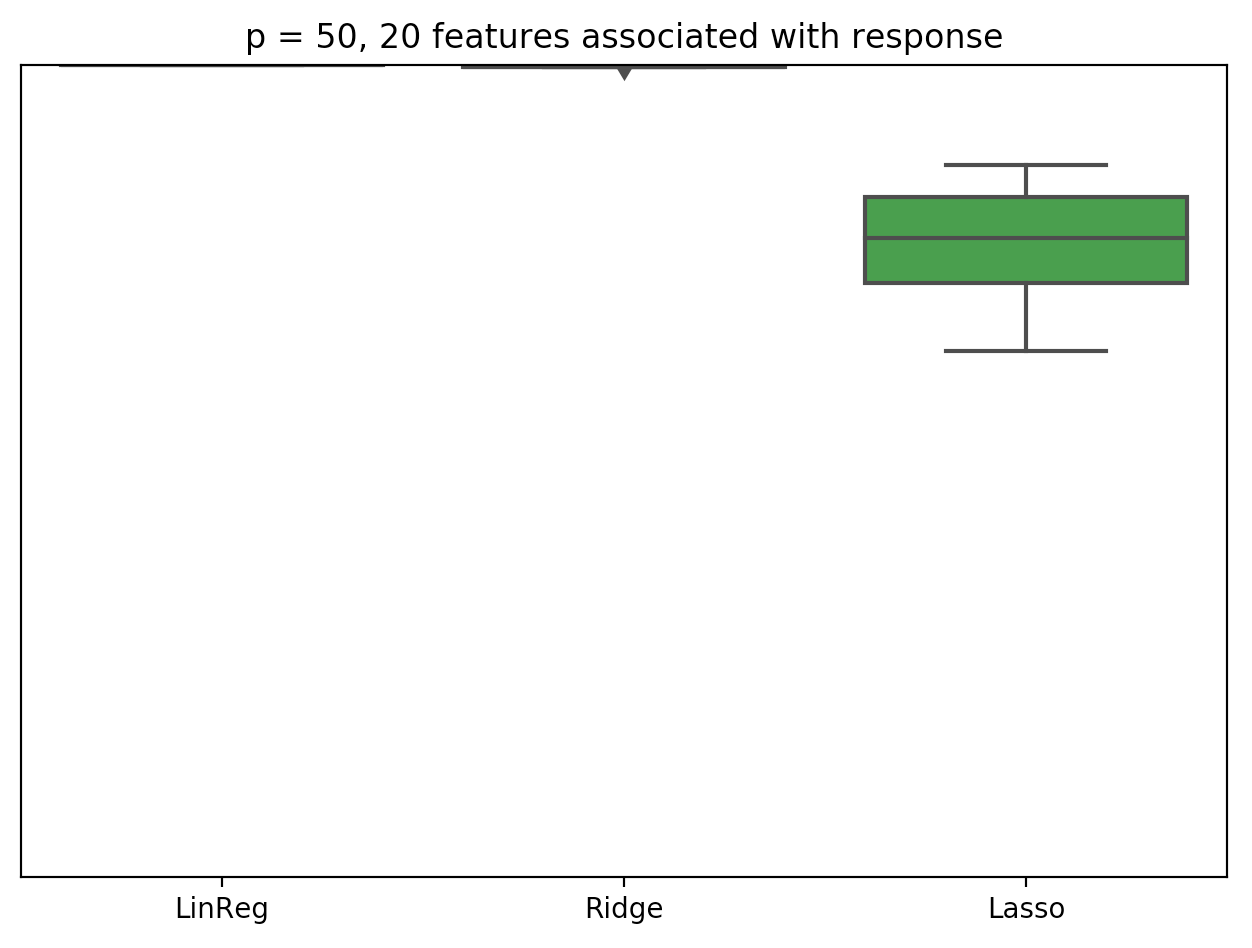 p = 50, 20 features associated with response
LinReg Ridge Lasso